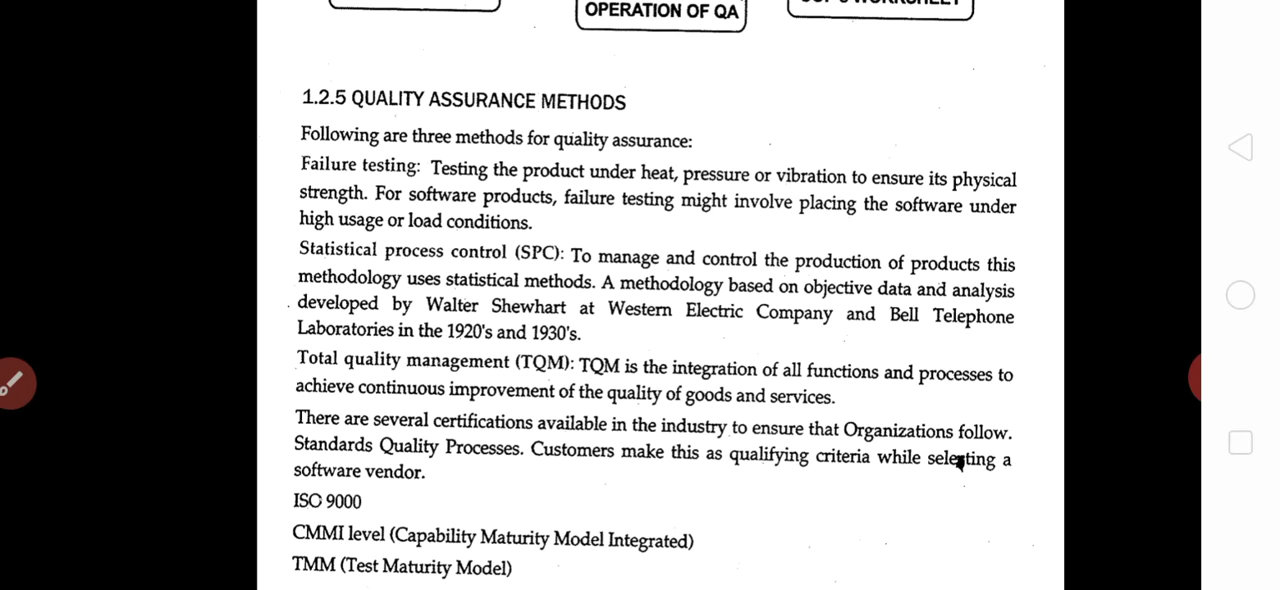 OPERATION OF QA
1.2.5 QUALITY ASSURANCE METHODS
Following are three methods for quality assurance:
Failure testing: Testing the product under heat, pressure or vibration to ensure its physical
strength. For software products, failure testing might involve placing the software under
high usage or load conditions.
Statistical process control (SPC): To manage and control the production of products this
methodology uses statistical methods. A methodology based on objective data and analysis
developed by Walter Shewhart at Western Electric Company and Bell Telephone
Laboratories in the 1920's and 1930's.
Total quality management (TQM): TQM is the integration of all functions and processes to
achieve continuous improvement of the quality of goods and services.
There are several certifications available in the industry to ensure that Organizations follow.
Standards Quality Processes. Customers make this as qualifying criteria while selecting a
software vendor.
ISO 9000
CMMI level (Capability Maturity Model Integrated)
TMM (Test Maturity Model)